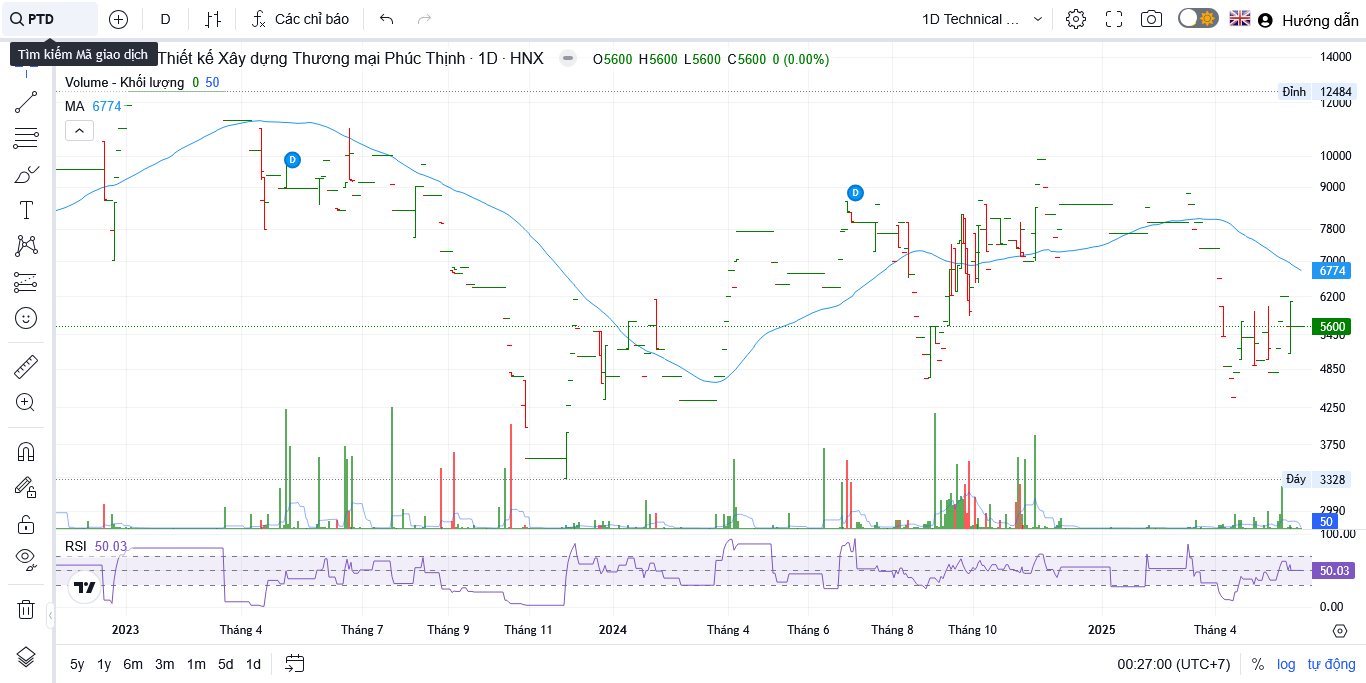 PTD
D
Các chỉ báo
1D Technical ...
Hướng dẫn
Tìm kiếm Mã giao dịch
Thiết kế Xây dựng Thương mại Phúc Thịnh · 1D · HNX
O5600 H5600 L5600 C5600 0 (0.00%)
Volume - Khối lượng 0 50
MA 6774
D
D
14000
Đỉnh 12484
12000
10000
9000
7800
7000
6774
6200
5600
5400
4850
4250
3750
Đáy 3328
2990
50
RSI 50.03
100.00
50.03
0.00
2023 Tháng 4 Tháng 7 Tháng 9 Tháng 11 2024 Tháng 4 Tháng 6 Tháng 8 Tháng 10 2025 Tháng 4
5y 1y 6m 3m 1m 5d 1d
00:27:00 (UTC+7) % log tự động